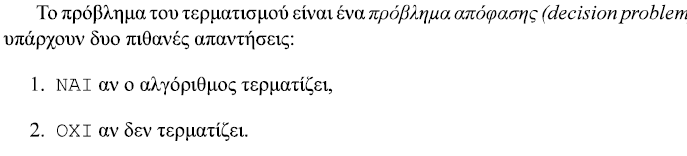 Το πρόβλημα του τερματισμού είναι ένα πρόβλημα απόφασης (decision problem
υπάρχουν δυο πιθανές απαντήσεις:
1. ΝΑΙ αν ο αλγόριθμος τερματίζει,
2. ΟΧΙ αν δεν τερματίζει.